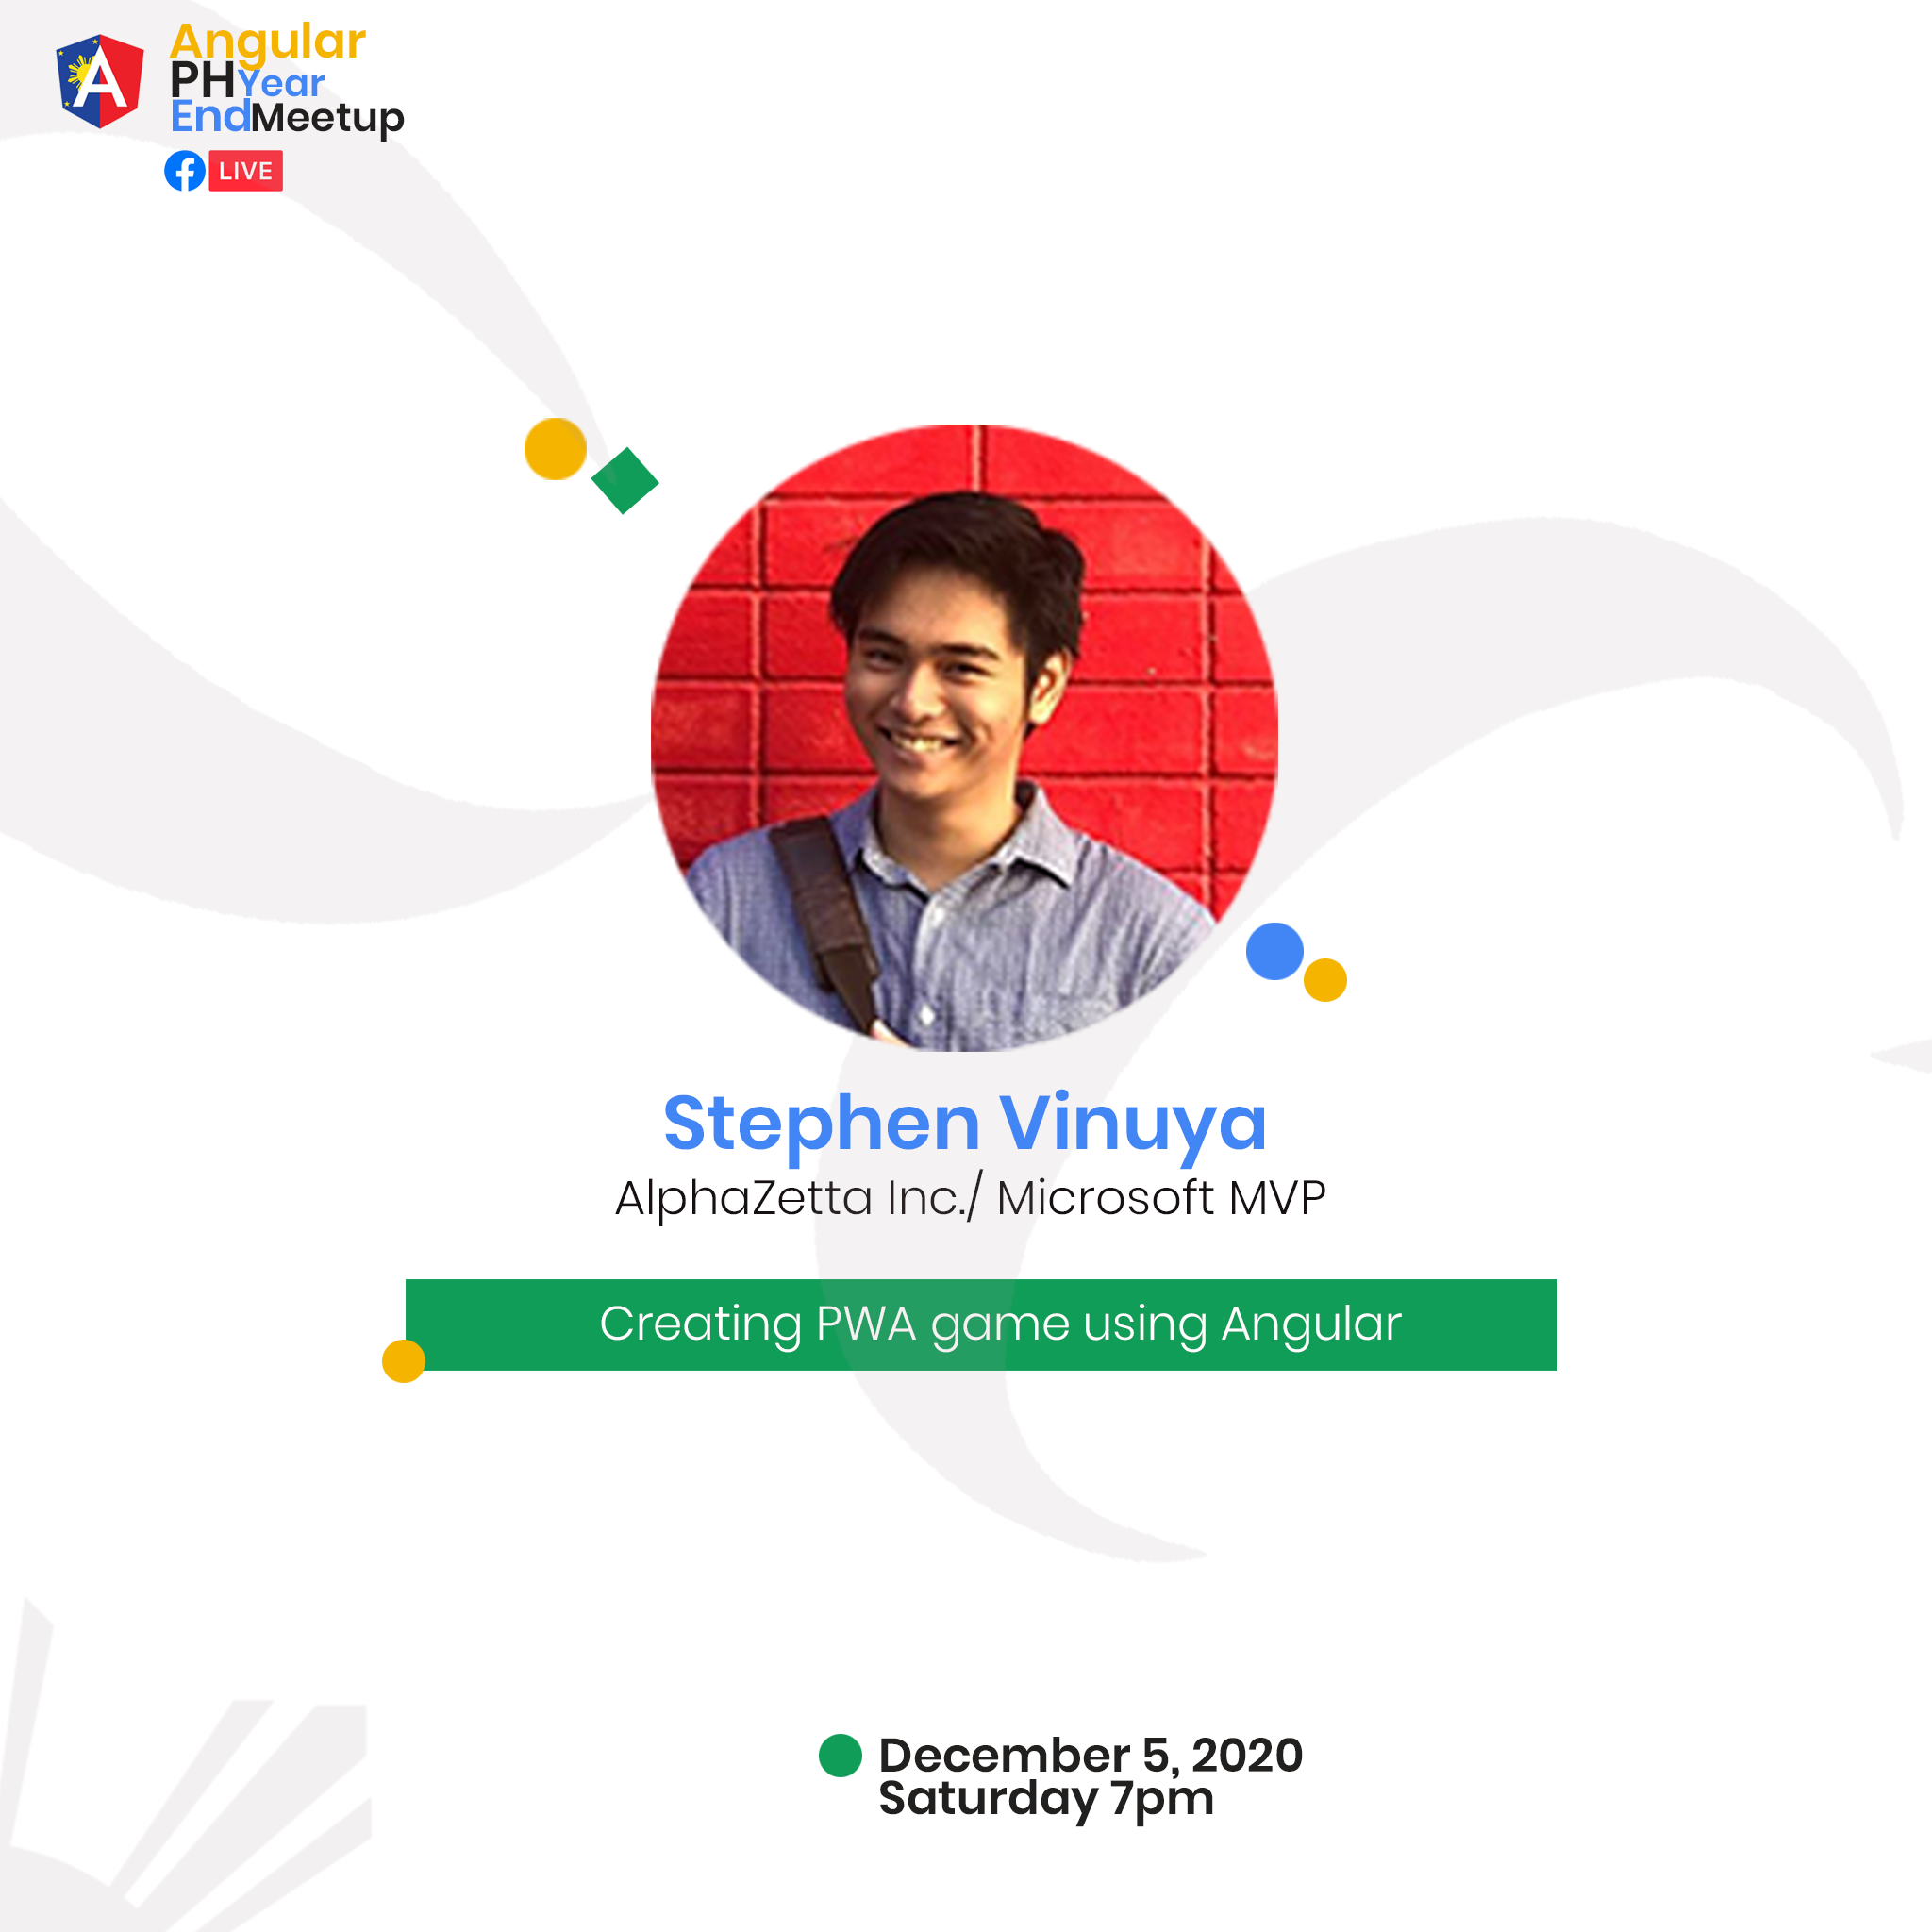 Angular
PHYear
EndMeetup
LIVE
Stephen Vinuya
AlphaZetta Inc./ Microsoft MVP
Creating PWA game using Angular
December 5, 2020
Saturday 7pm